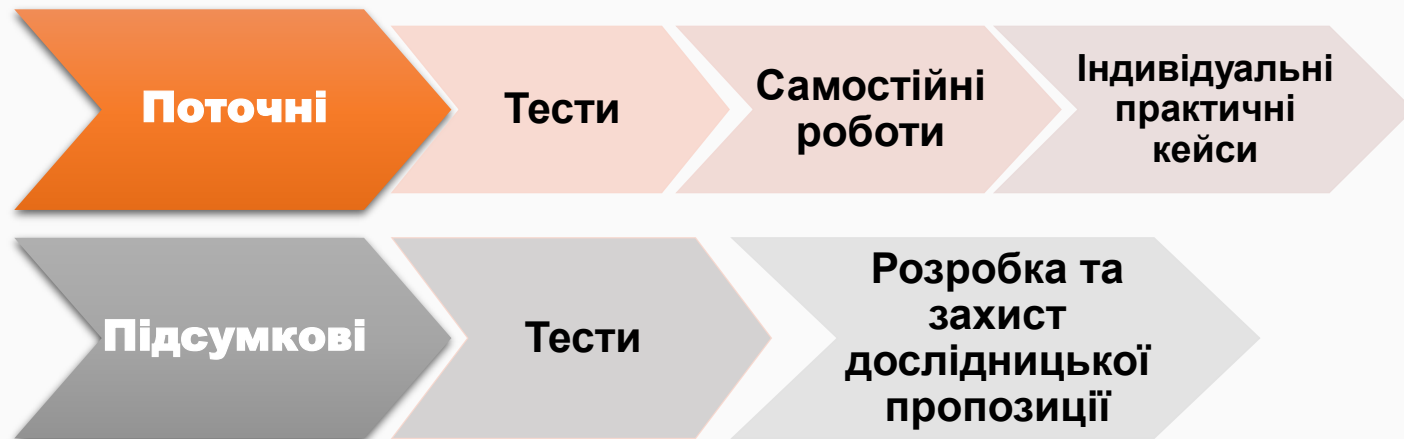 Поточні
Тести
Самостійні
роботи
Індивідуальні
практичні
кейси
Підсумкові
Тести
Розробка та
захист
дослідницької
пропозиції